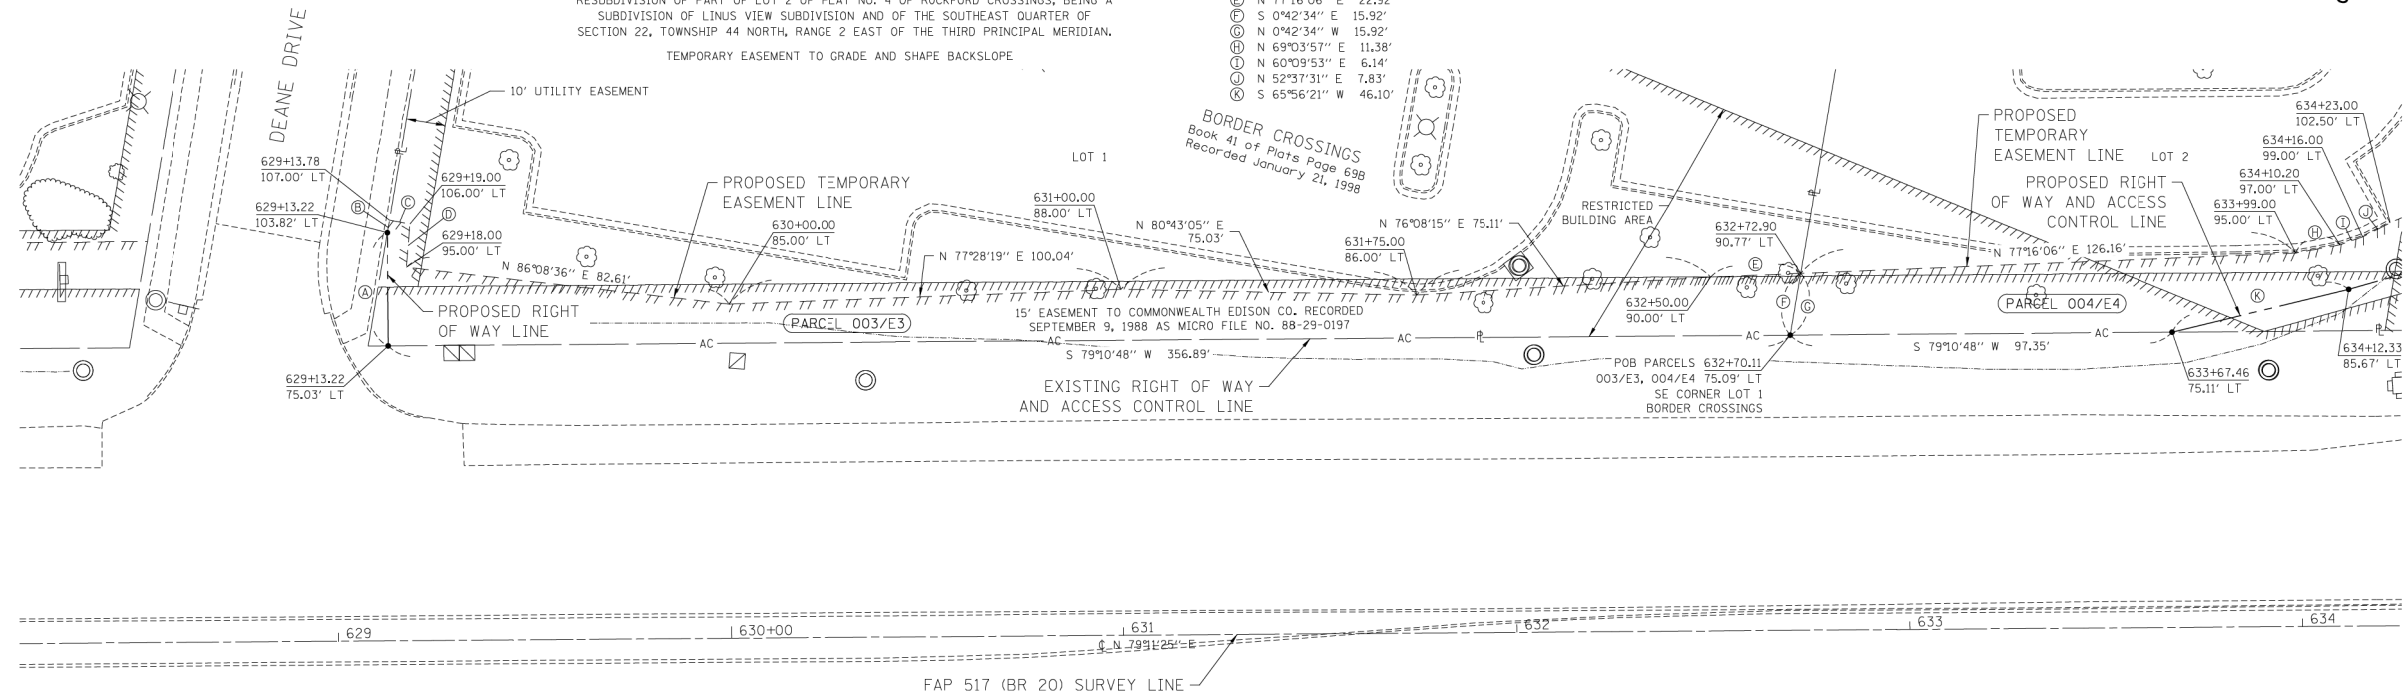 RESUBDIVISION OF PART OF LOT 2 OF PLAT NO. 4 OF ROCKFORD CROSSINGS, BEING A
SUBDIVISION OF LINUS VIEW SUBDIVISION AND OF THE SOUTHEAST QUARTER OF
SECTION 22, TOWNSHIP 44 NORTH, RANGE 2 EAST OF THE THIRD PRINCIPAL MERIDIAN.
TEMPORARY EASEMENT TO GRADE AND SHAPE BACKSLOPE
E N 77°16'06" E 22.92'
F S 0°42'34" E 15.92'
G N 0°42'34" W 15.92'
H N 69°03'57" E 11.38'
I N 60°09'53" E 6.14'
J N 52°37'31" E 7.83'
K S 65°56'21" W 46.10'
DEANE DRIVE
10' UTILITY EASEMENT
629+13.78
107.00' LT
629+13.22
103.82' LT
B
C
D
629+19.00
106.00' LT
629+18.00
95.00' LT
A
PROPOSED RIGHT
OF WAY LINE
629+13.22
75.03' LT
N 86°08'36" E 82.61'
PROPOSED TEMPORARY
EASEMENT LINE
630+00.00
85.00' LT
N 77°28'19" E 100.04'
PARCEL 003/E3
LOT 1
BORDER CROSSINGS
Book 41 of Plats Page 69B
Recorded January 21, 1998
631+00.00
88.00' LT
N 80°43'05" E
75.03'
631+75.00
86.00' LT
N 76°08'15" E 75.11'
15' EASEMENT TO COMMONWEALTH EDISON CO. RECORDED
SEPTEMBER 9, 1988 AS MICRO FILE NO. 88-29-0197
AC
AC
AC
AC
AC
S 79°10'48" W 356.89'
EXISTING RIGHT OF WAY
AND ACCESS CONTROL LINE
RESTRICTED
BUILDING AREA
632+50.00
90.00' LT
632+72.90
90.77' LT
E
F
G
POB PARCELS 632+70.11
003/E3, 004/E4 75.09' LT
SE CORNER LOT 1
BORDER CROSSINGS
S 79°10'48" W 97.35'
PROPOSED
TEMPORARY
EASEMENT LINE
LOT 2
PROPOSED RIGHT
OF WAY AND ACCESS
CONTROL LINE
N 77°16'06" E 126.16'
PARCEL 004/E4
634+23.00
102.50' LT
634+16.00
99.00' LT
634+10.20
97.00' LT
633+99.00
95.00' LT
H
I
J
K
634+12.33
85.67' LT
633+67.46
75.11' LT
629
630+00
631
632
633
634
℄ N 79°11'25" E
FAP 517 (BR 20) SURVEY LINE